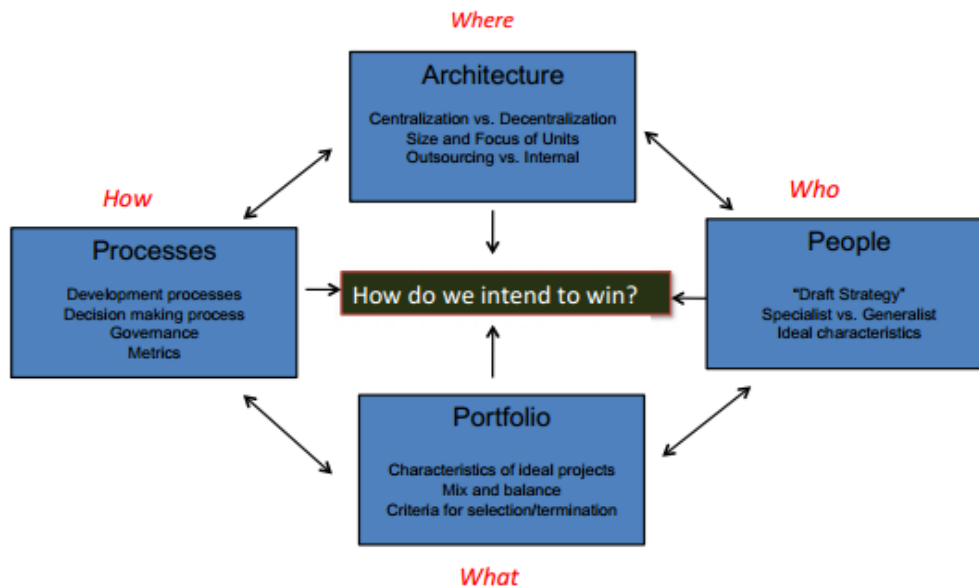 Where
Architecture
Centralization vs. Decentralization
Size and Focus of Units
Outsourcing vs. Internal
How
Who
Processes
Development processes
Decision making process
Governance
Metrics
How do we intend to win?
People
"Draft Strategy"
Specialist vs. Generalist
Ideal characteristics
Portfolio
Characteristics of ideal projects
Mix and balance
Criteria for selection/termination
What